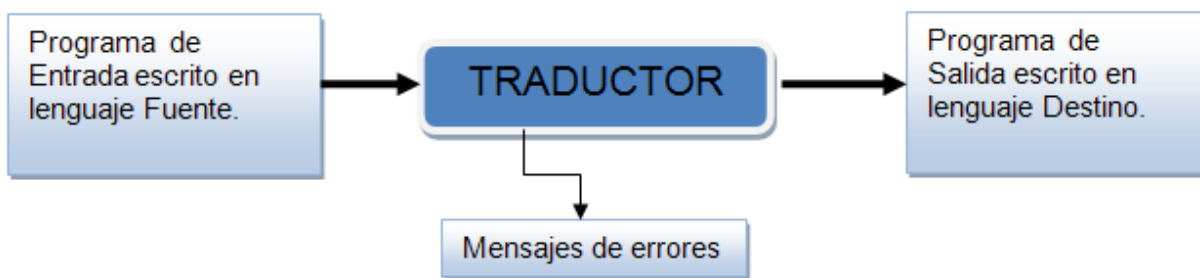 Programa de
Entrada escrito en
lenguaje Fuente.
TRADUCTOR
Programa de
Salida escrito en
lenguaje Destino.
Mensajes de errores